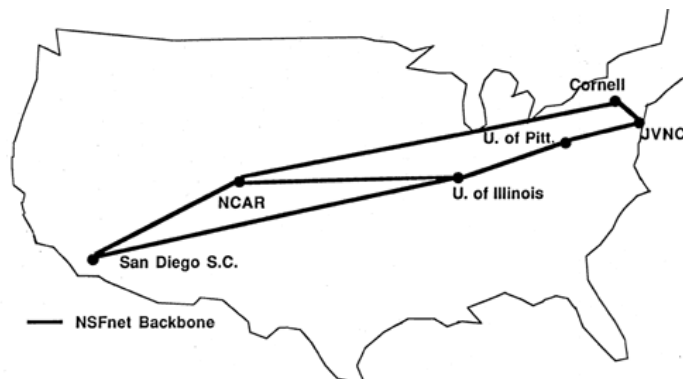 Cornell
U. of Pitt.
JVNC
NCAR
U. of Illinois
San Diego S.C.
NSFnet Backbone